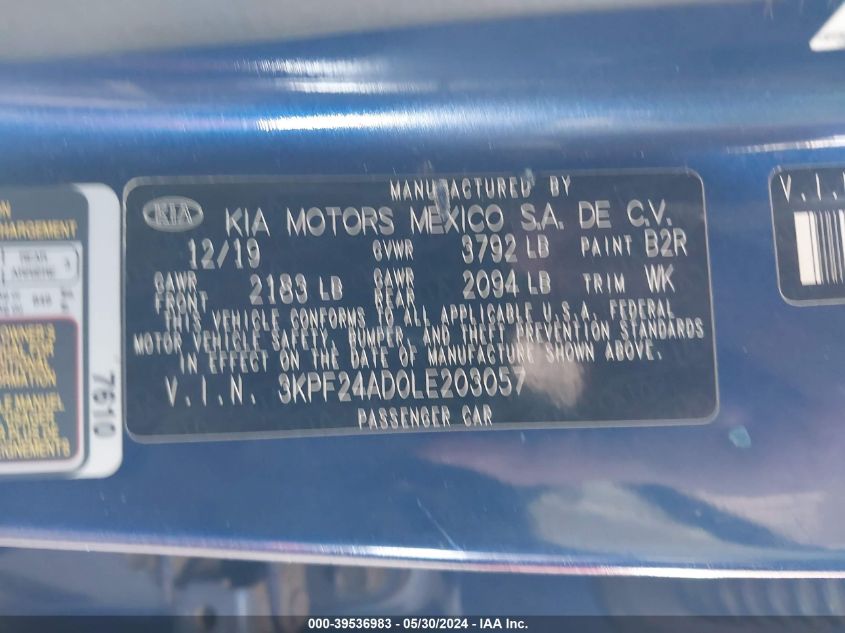 MANUFACTURED BY
KIA KIA MOTORS MEXICO S.A. DE C.V.
12/19 GVWR 3792 LB PAINT B2R
GAWR FRONT 2183 LB GAWR REAR 2094 LB TRIM WK
THIS VEHICLE CONFORMS TO ALL APPLICABLE U.S.A. FEDERAL
MOTOR VEHICLE SAFETY, BUMPER, AND THEFT PREVENTION STANDARDS
IN EFFECT ON THE DATE OF MANUFACTURE SHOWN ABOVE.
V.I.N. 3KPF24AD0LE203057
PASSENGER CAR
7610
V.I.N
000-39536983 - 05/30/2024 - IAA Inc.